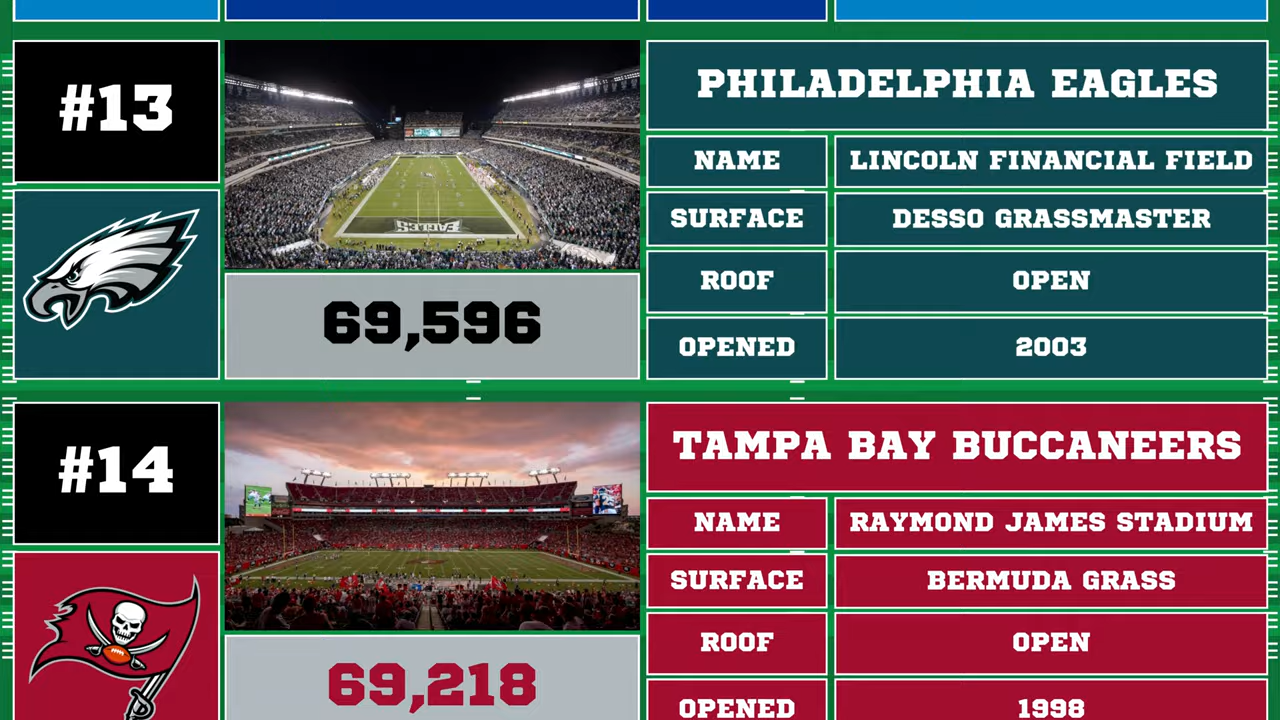 #13
PHILADELPHIA EAGLES
NAME
LINCOLN FINANCIAL FIELD
SURFACE
DESSO GRASSMASTER
ROOF
OPEN
69,596
OPENED
2003
EAGLES
#14
TAMPA BAY BUCCANEERS
NAME
RAYMOND JAMES STADIUM
SURFACE
BERMUDA GRASS
ROOF
OPEN
69,218
OPENED
1998